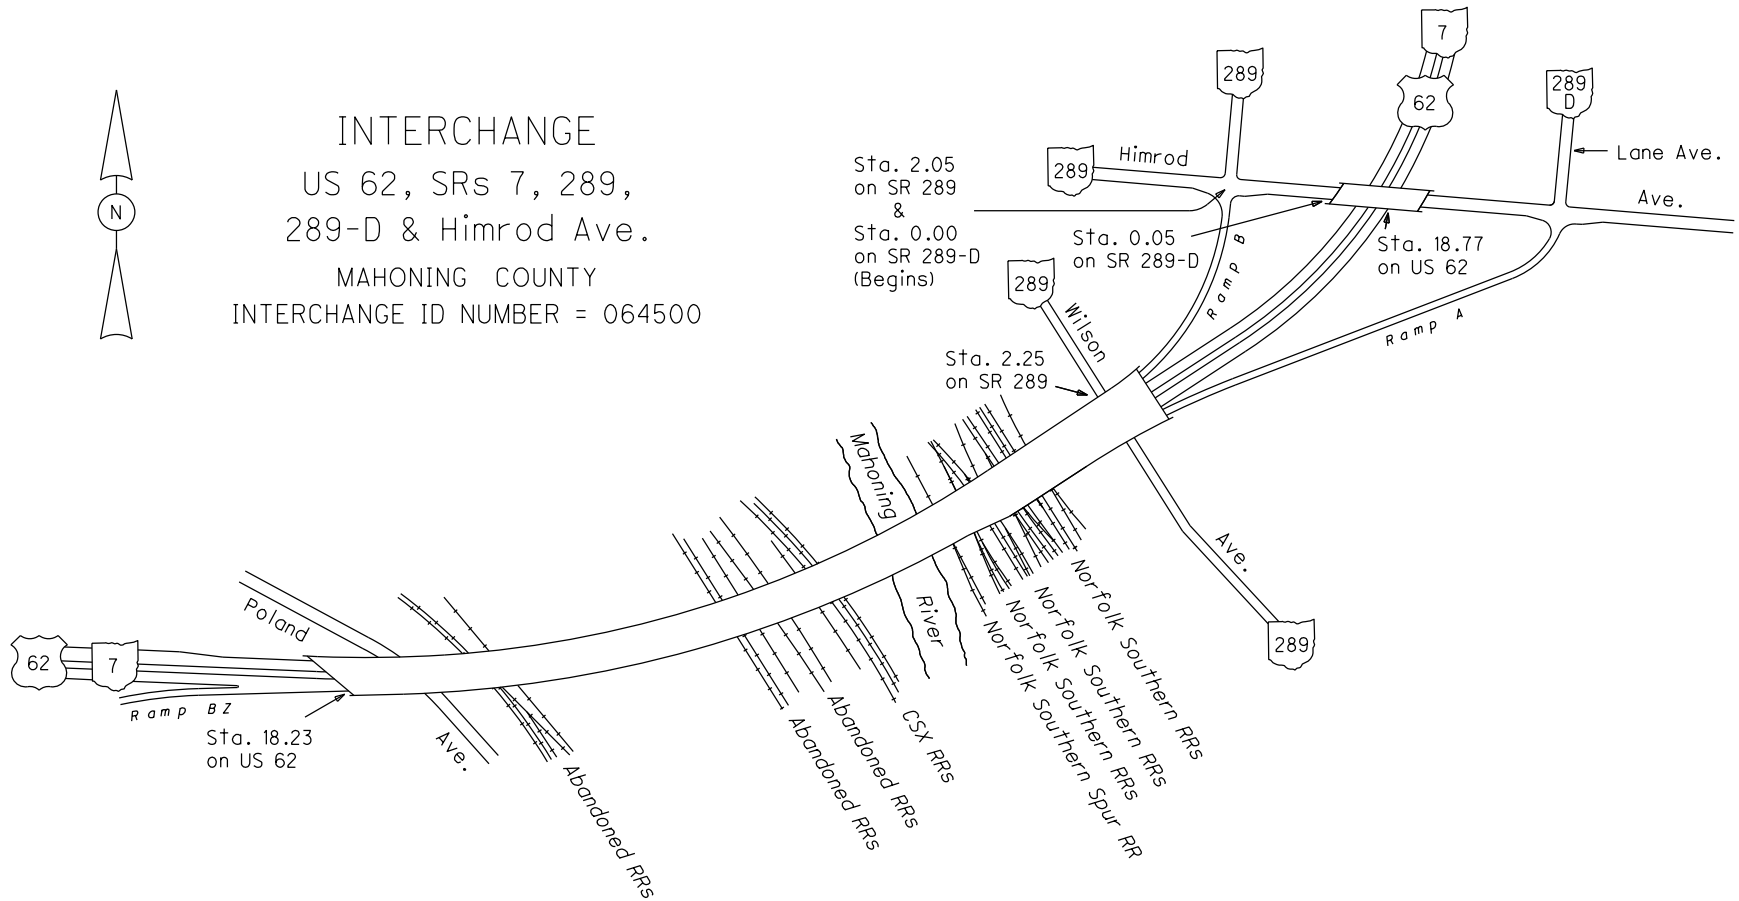 INTERCHANGE
US 62, SRs 7, 289,
289-D & Himrod Ave.
MAHONING COUNTY
INTERCHANGE ID NUMBER = 064500
N
7
62
289
289
D
Lane Ave.
289
Himrod
Ave.
Sta. 2.05
on SR 289
&
Sta. 0.00
on SR 289-D
(Begins)
Sta. 0.05
on SR 289-D
Sta. 18.77
on US 62
Ramp B
Ramp A
289
Wilson
Sta. 2.25
on SR 289
Mahoning
River
Ave.
289
Poland
Ave.
62
7
Ramp BZ
Sta. 18.23
on US 62
Abandoned RRs
Abandoned RRs
Abandoned RRs
CSX RRs
Norfolk Southern Spur RR
Norfolk Southern RRs
Norfolk Southern RRs
Norfolk Southern RRs